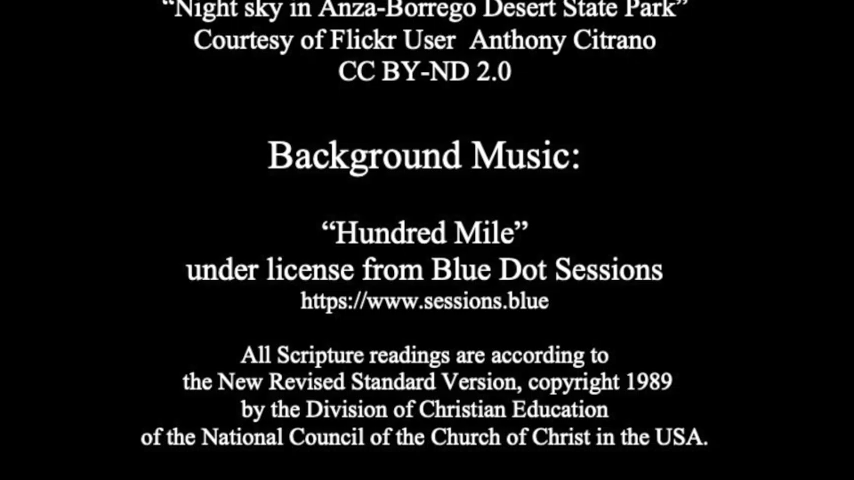 “Night sky in Anza-Borrego Desert State Park”
Courtesy of Flickr User Anthony Citrano
CC BY-ND 2.0
Background Music:
“Hundred Mile”
under license from Blue Dot Sessions
https://www.sessions.blue
All Scripture readings are according to
the New Revised Standard Version, copyright 1989
by the Division of Christian Education
of the National Council of the Church of Christ in the USA.